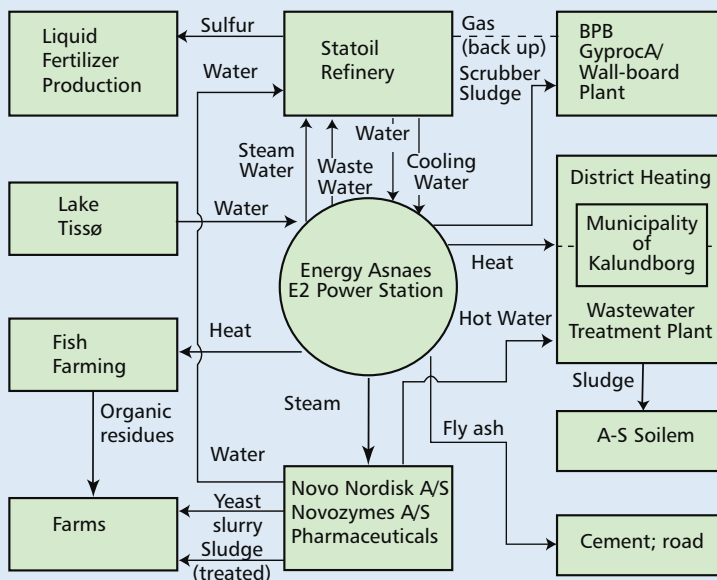 Liquid
Fertilizer
Production
Sulfur
Statoil
Refinery
Gas
(back up)
BPB
GyprocA/
Wall-board
Plant
Water
Scrubber
Sludge
Steam
Water
Waste
Water
Water
Cooling
Water
Lake
Tissø
Water
Energy Asnaes
E2 Power Station
Heat
District Heating
Municipality
of
Kalundborg
Wastewater
Treatment Plant
Hot Water
Fish
Farming
Heat
Sludge
Organic
residues
Steam
Fly ash
A-S Soilem
Water
Farms
Yeast
slurry
Sludge
(treated)
Novo Nordisk A/S
Novozymes A/S
Pharmaceuticals
Cement; road